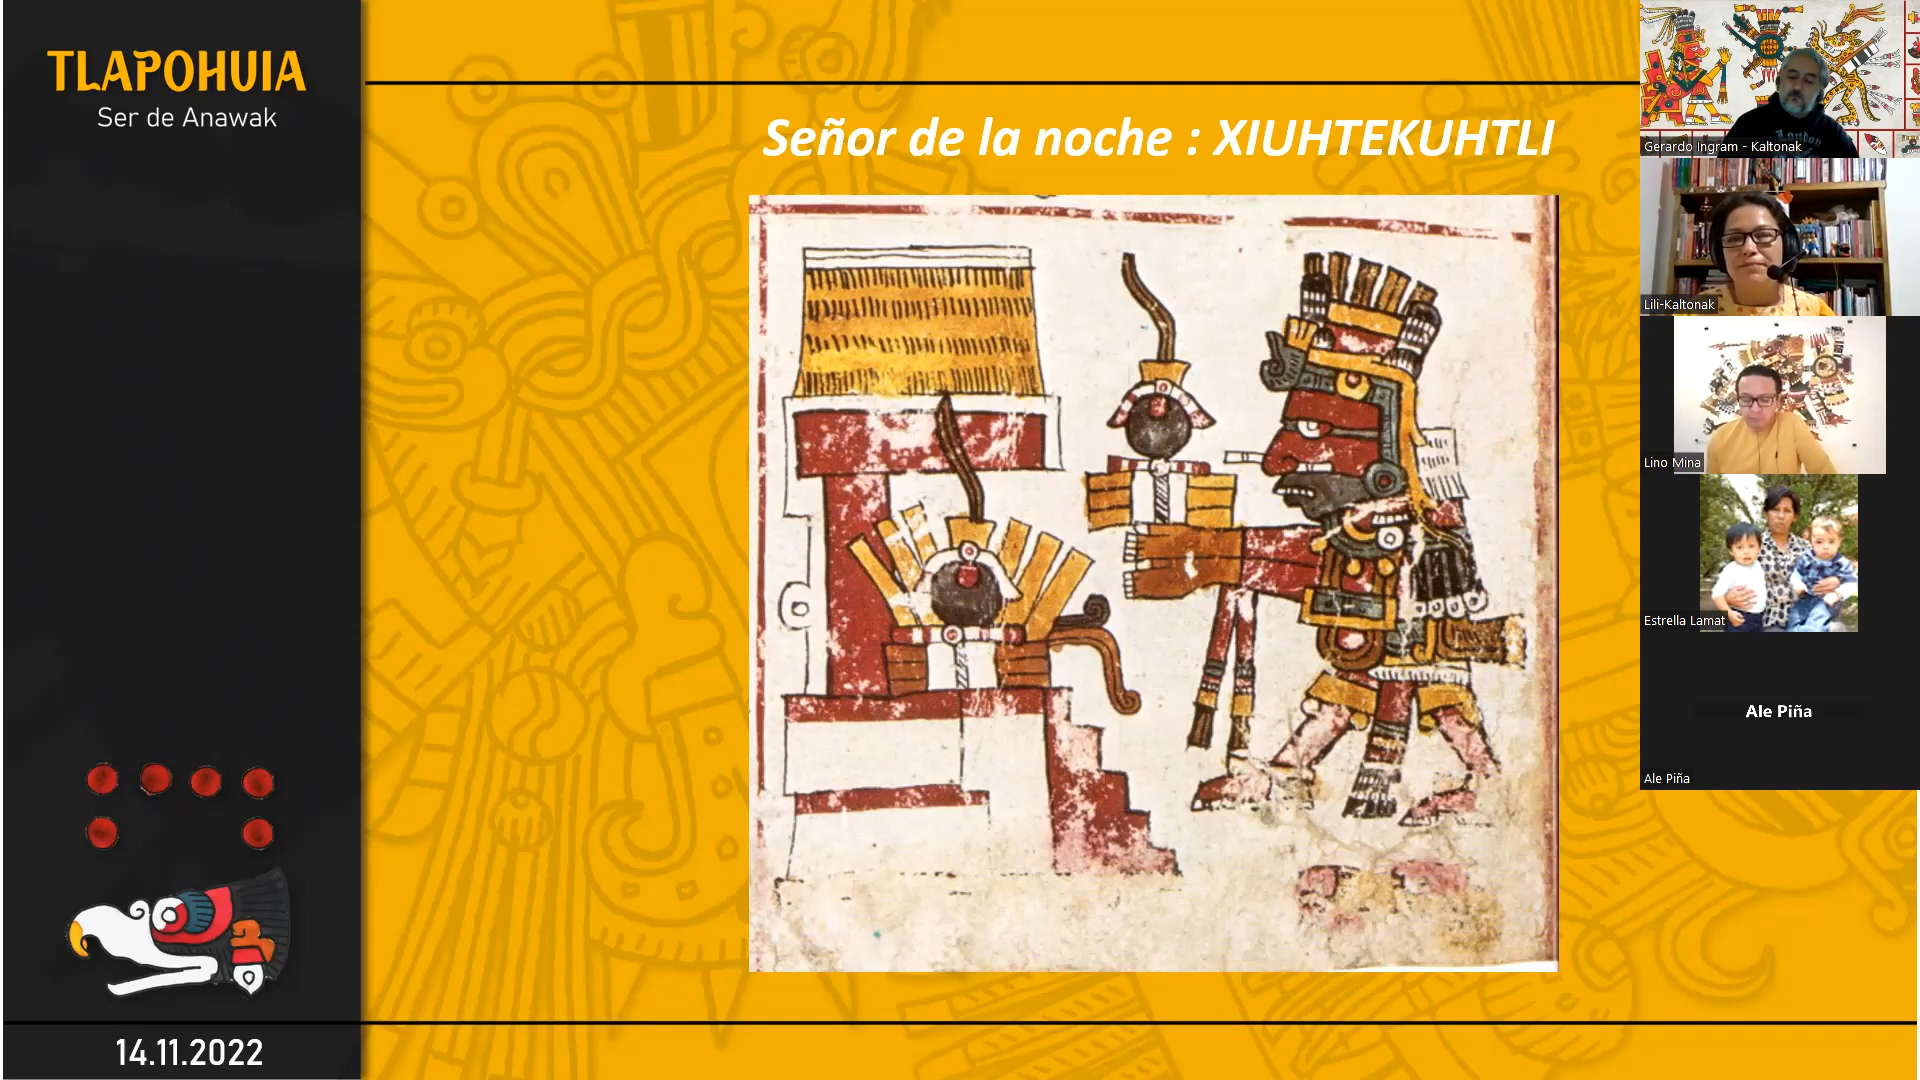 TLAPOHUIA
Ser de Anawak
Señor de la noche : XIUHTEKUHTLI
14.11.2022
London
Gerardo Ingram - Kaltonak
Lili-Kaltonak
Lino Mina
Estrella Lamat
Ale Piña
Ale Piña